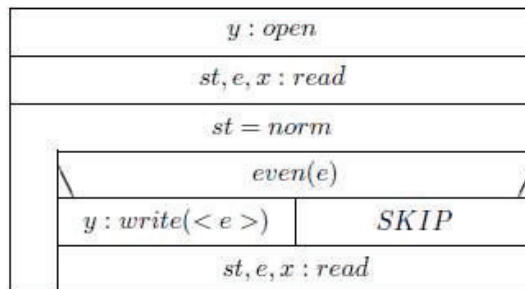 y : open
st, e, x : read
st = norm
even(e)
y : write(< e >) SKIP
st, e, x : read